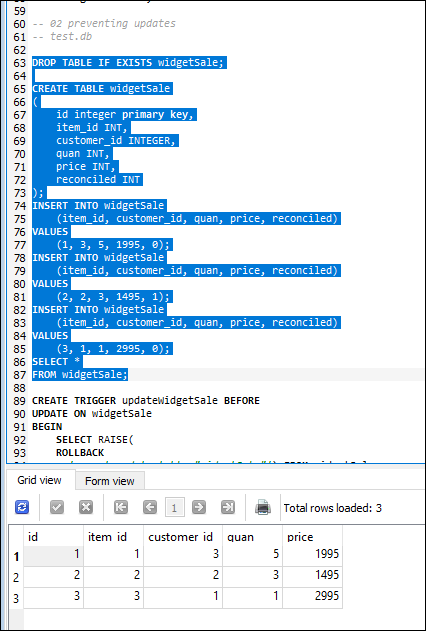 59
60 -- 02 preventing updates
61 -- test.db
62
63 DROP TABLE IF EXISTS widgetSale;
64
65 CREATE TABLE widgetSale
66 (
67 id integer primary key,
68 item_id INT,
69 customer_id INTEGER,
70 quan INT,
71 price INT,
72 reconciled INT
73 );
74 INSERT INTO widgetSale
75 (item_id, customer_id, quan, price, reconciled)
76 VALUES
77 (1, 3, 5, 1995, 0);
78 INSERT INTO widgetSale
79 (item_id, customer_id, quan, price, reconciled)
80 VALUES
81 (2, 2, 3, 1495, 1);
82 INSERT INTO widgetSale
83 (item_id, customer_id, quan, price, reconciled)
84 VALUES
85 (3, 1, 1, 2995, 0);
86 SELECT *
87 FROM widgetSale;
88
89 CREATE TRIGGER updateWidgetSale BEFORE
90 UPDATE ON widgetSale
91 BEGIN
92 SELECT RAISE(
93 ROLLBACK
Grid view Form view
1 Total rows loaded: 3
id item_id customer_id quan price
1 1 1 3 5 1995
2 2 2 2 3 1495
3 3 3 1 1 2995